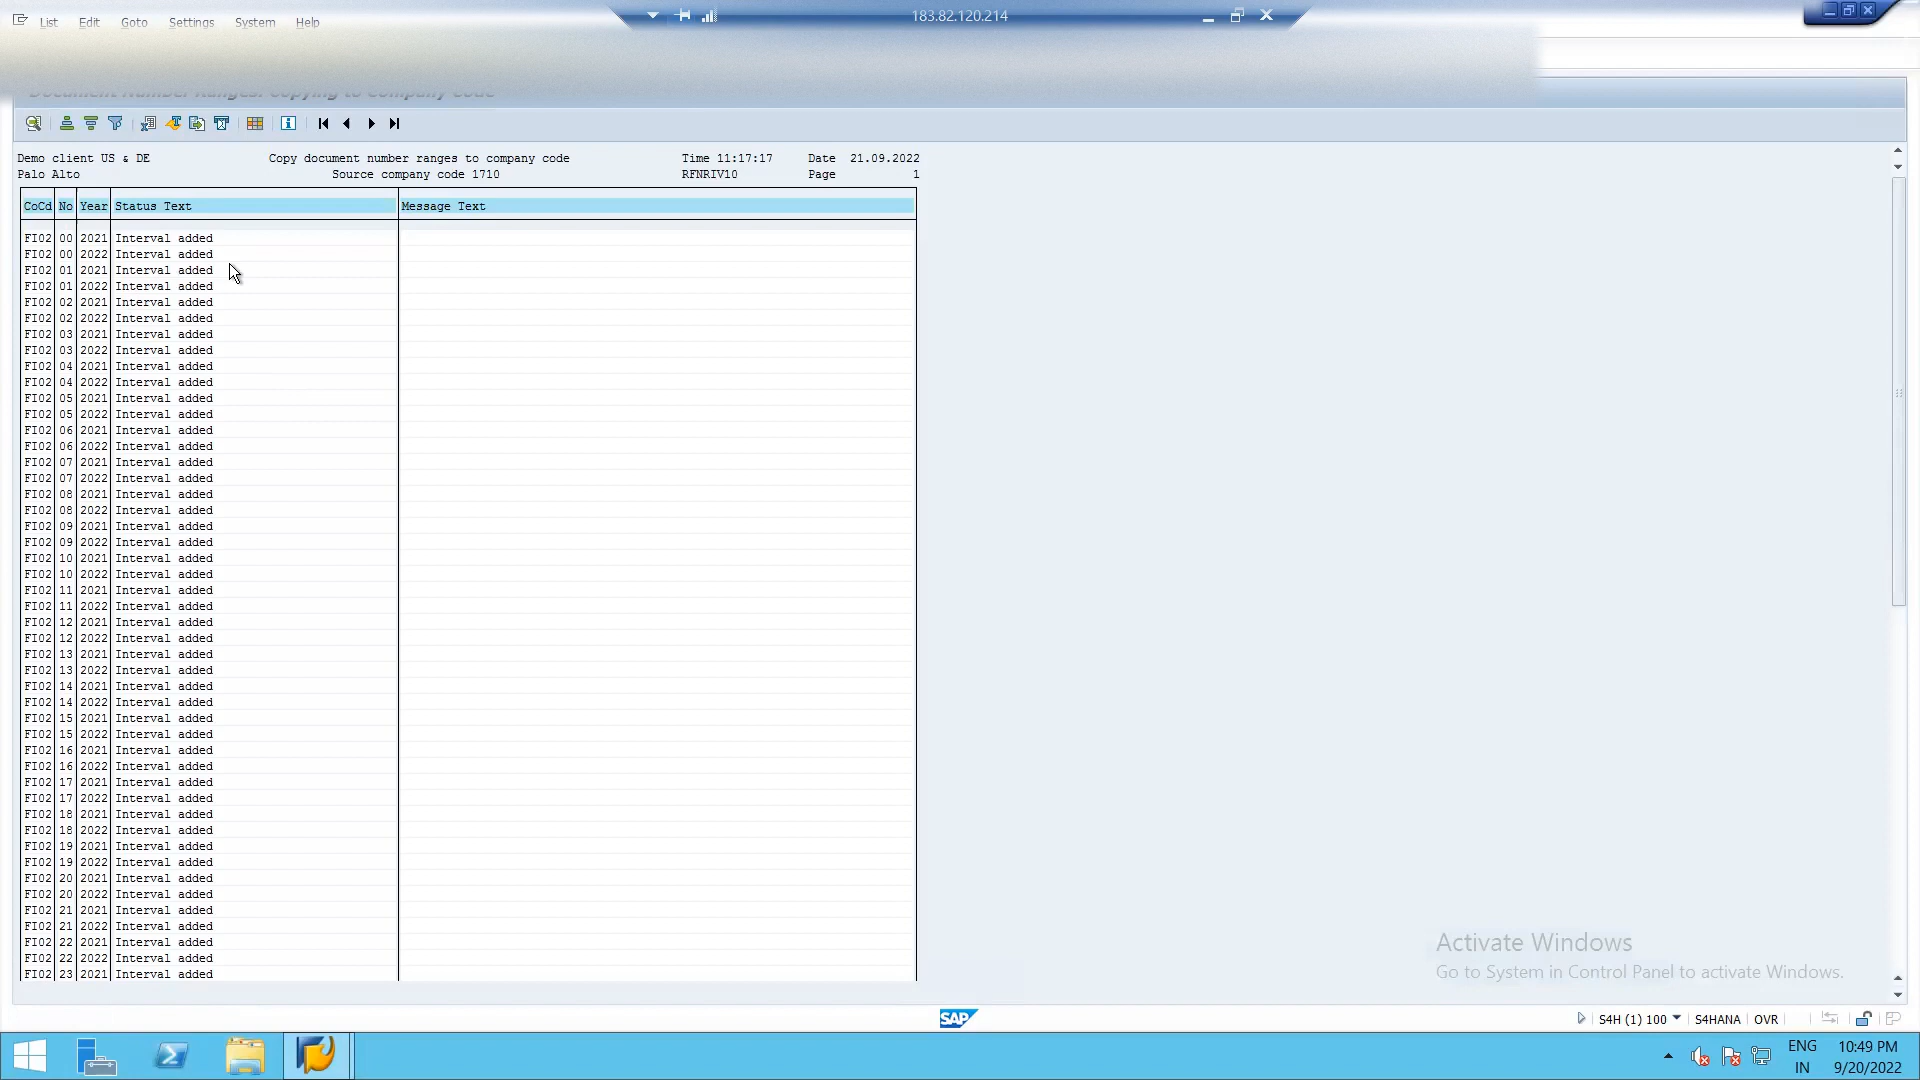 List Edit Goto Settings System Help
183.82.120.214
Document Number Ranges: Copying to Company Code
Demo client US & DE Copy document number ranges to company code Time 11:17:17 Date 21.09.2022
Palo Alto Source company code 1710 RFNRIV10 Page 1
CoCd No Year Status Text Message Text
FI02 00 2021 Interval added
FI02 00 2022 Interval added
FI02 01 2021 Interval added
FI02 01 2022 Interval added
FI02 02 2021 Interval added
FI02 02 2022 Interval added
FI02 03 2021 Interval added
FI02 03 2022 Interval added
FI02 04 2021 Interval added
FI02 04 2022 Interval added
FI02 05 2021 Interval added
FI02 05 2022 Interval added
FI02 06 2021 Interval added
FI02 06 2022 Interval added
FI02 07 2021 Interval added
FI02 07 2022 Interval added
FI02 08 2021 Interval added
FI02 08 2022 Interval added
FI02 09 2021 Interval added
FI02 09 2022 Interval added
FI02 10 2021 Interval added
FI02 10 2022 Interval added
FI02 11 2021 Interval added
FI02 11 2022 Interval added
FI02 12 2021 Interval added
FI02 12 2022 Interval added
FI02 13 2021 Interval added
FI02 13 2022 Interval added
FI02 14 2021 Interval added
FI02 14 2022 Interval added
FI02 15 2021 Interval added
FI02 15 2022 Interval added
FI02 16 2021 Interval added
FI02 16 2022 Interval added
FI02 17 2021 Interval added
FI02 17 2022 Interval added
FI02 18 2021 Interval added
FI02 18 2022 Interval added
FI02 19 2021 Interval added
FI02 19 2022 Interval added
FI02 20 2021 Interval added
FI02 20 2022 Interval added
FI02 21 2021 Interval added
FI02 21 2022 Interval added
FI02 22 2021 Interval added
FI02 22 2022 Interval added
FI02 23 2021 Interval added
Activate Windows
Go to System in Control Panel to activate Windows.
SAP
S4H (1) 100 S4HANA OVR
ENG 10:49 PM
IN 9/20/2022